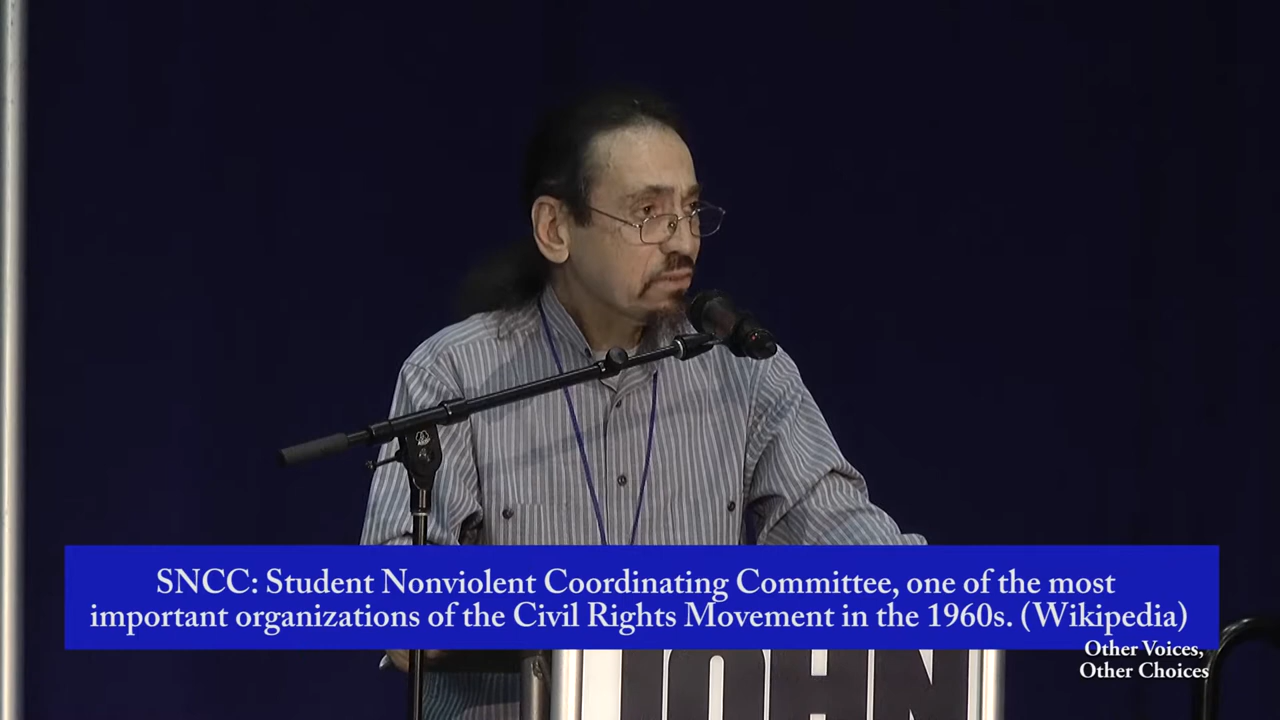 SNCC: Student Nonviolent Coordinating Committee, one of the most
important organizations of the Civil Rights Movement in the 1960s. (Wikipedia)
Other Voices,
Other Choices
JOHN